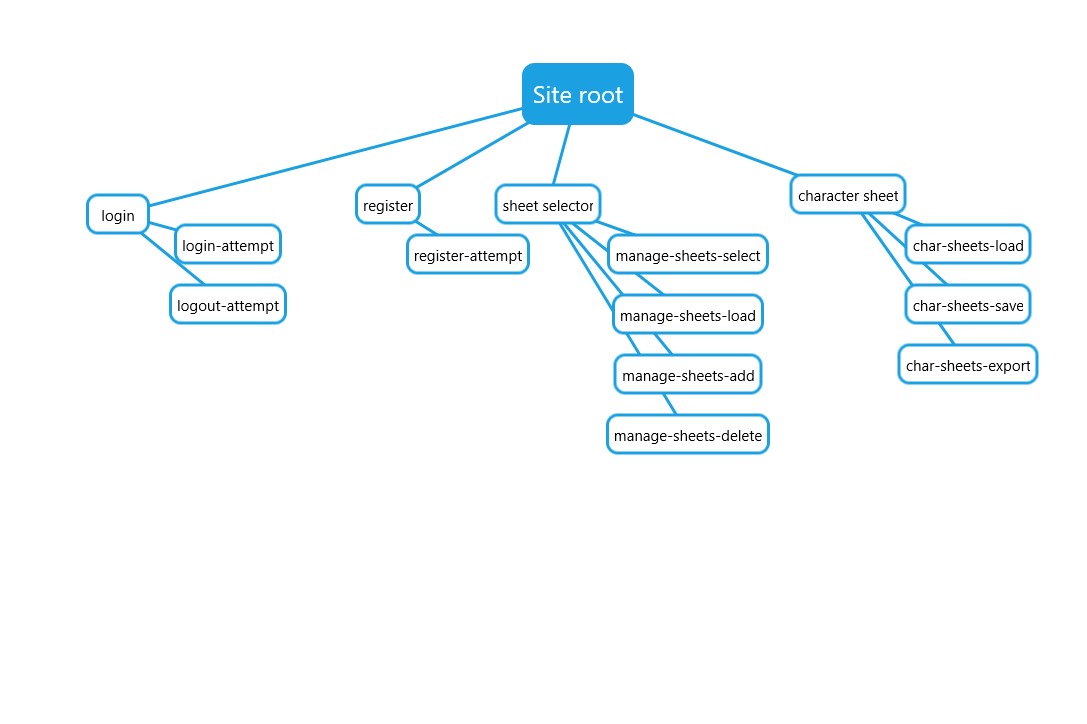 Site root
login
login-attempt
logout-attempt
register
register-attempt
sheet selector
manage-sheets-select
manage-sheets-load
manage-sheets-add
manage-sheets-delete
character sheet
char-sheets-load
char-sheets-save
char-sheets-export